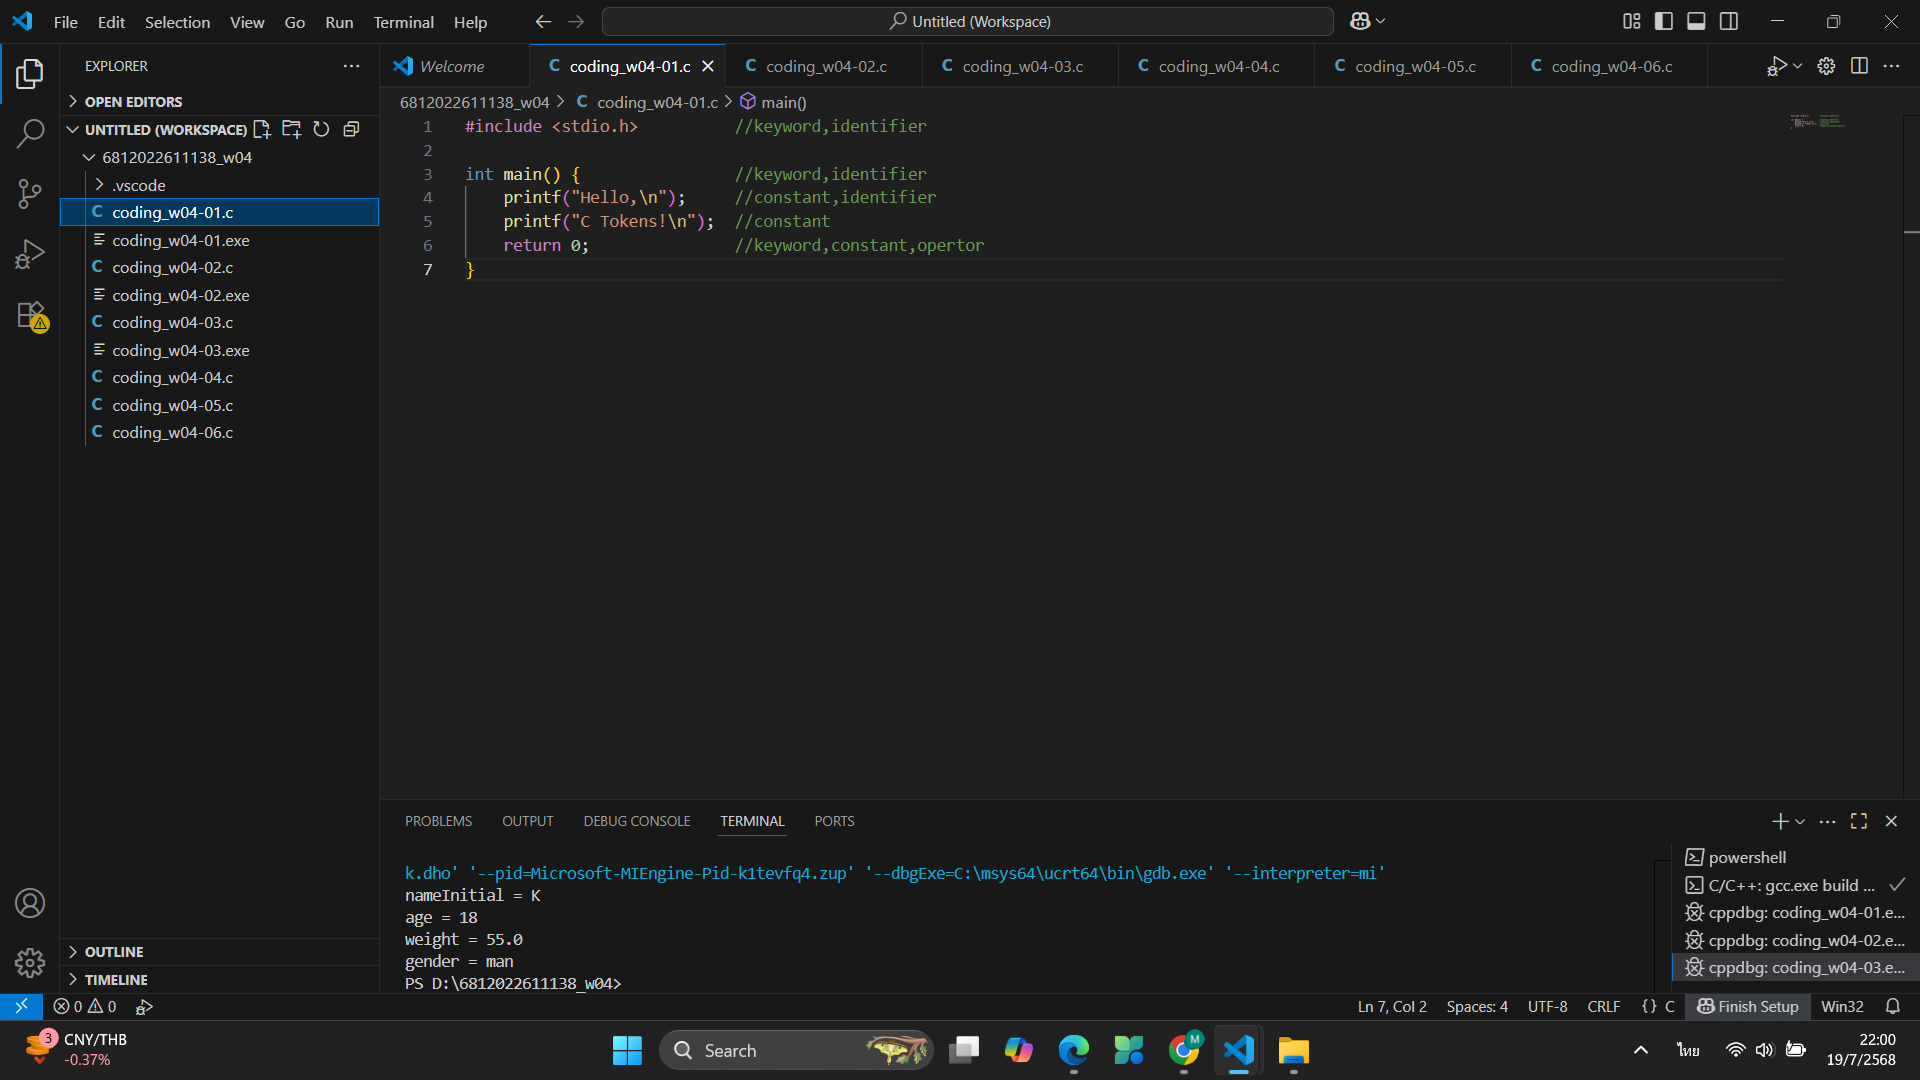 File Edit Selection View Go Run Terminal Help
Untitled (Workspace)
EXPLORER
OPEN EDITORS
UNTITLED (WORKSPACE)
6812022611138_w04
.vscode
C coding_w04-01.c
coding_w04-01.exe
C coding_w04-02.c
coding_w04-02.exe
C coding_w04-03.c
coding_w04-03.exe
C coding_w04-04.c
C coding_w04-05.c
C coding_w04-06.c
OUTLINE
TIMELINE
Welcome C coding_w04-01.c C coding_w04-02.c C coding_w04-03.c C coding_w04-04.c C coding_w04-05.c C coding_w04-06.c
6812022611138_w04 > C coding_w04-01.c > main()
1 #include <stdio.h> //keyword,identifier
2
3 int main() { //keyword,identifier
4 printf("Hello,\n"); //constant,identifier
5 printf("C Tokens!\n"); //constant
6 return 0; //keyword,constant,opertor
7 }
PROBLEMS OUTPUT DEBUG CONSOLE TERMINAL PORTS
k.dho' '--pid=Microsoft-MIEngine-Pid-k1tevfq4.zup' '--dbgExe=C:\msys64\ucrt64\bin\gdb.exe' '--interpreter=mi'
nameInitial = K
age = 18
weight = 55.0
gender = man
PS D:\6812022611138_w04>
powershell
C/C++: gcc.exe build ...
cppdbg: coding_w04-01.e...
cppdbg: coding_w04-02.e...
cppdbg: coding_w04-03.e...
0 0
Ln 7, Col 2 Spaces: 4 UTF-8 CRLF {} C Finish Setup Win32
3 CNY/THB
-0.37%
Search
M
ไทย
22:00
19/7/2568